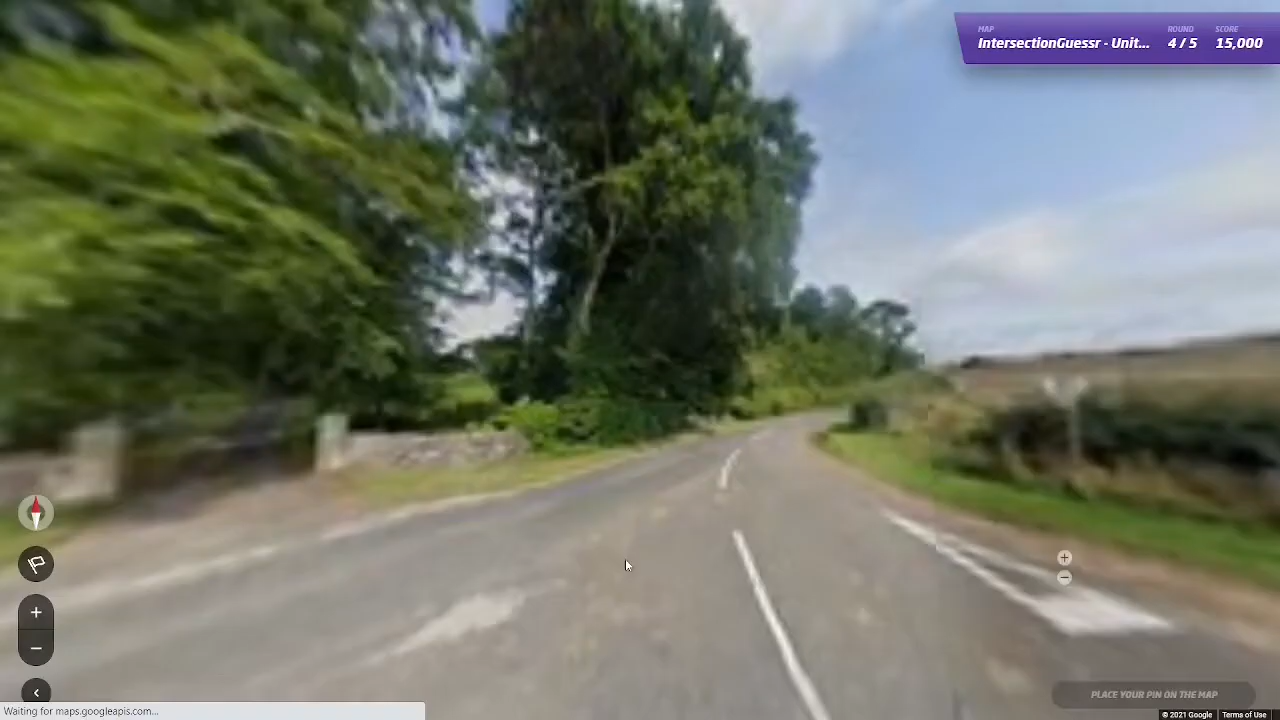 MAP
IntersectionGuessr - Unit...
ROUND
4 / 5
SCORE
15,000
PLACE YOUR PIN ON THE MAP
Waiting for maps.googleapis.com...
© 2021 Google
Terms of Use